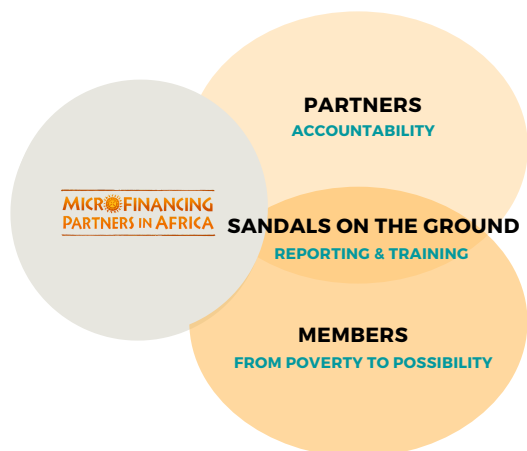 MICROFINANCING
PARTNERS IN AFRICA
PARTNERS
ACCOUNTABILITY
SANDALS ON THE GROUND
REPORTING & TRAINING
MEMBERS
FROM POVERTY TO POSSIBILITY